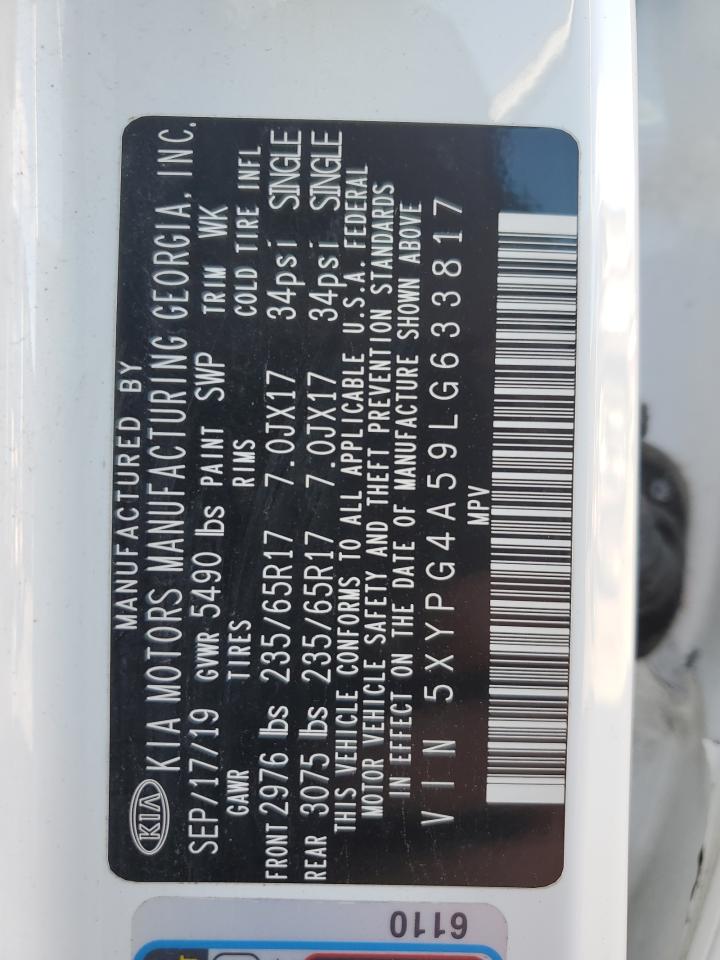 MANUFACTURED BY
KIA KIA MOTORS MANUFACTURING GEORGIA, INC.
SEP/17/19 GVWR 5490 lbs PAINT SWP TRIM WK
GAWR TIRES RIMS COLD TIRE INFL
FRONT 2976 lbs 235/65R17 7.0JX17 34psi SINGLE
REAR 3075 lbs 235/65R17 7.0JX17 34psi SINGLE
THIS VEHICLE CONFORMS TO ALL APPLICABLE U.S.A. FEDERAL
MOTOR VEHICLE SAFETY AND THEFT PREVENTION STANDARDS
IN EFFECT ON THE DATE OF MANUFACTURE SHOWN ABOVE
VIN 5XYPG4A59LG633817
MPV
6110